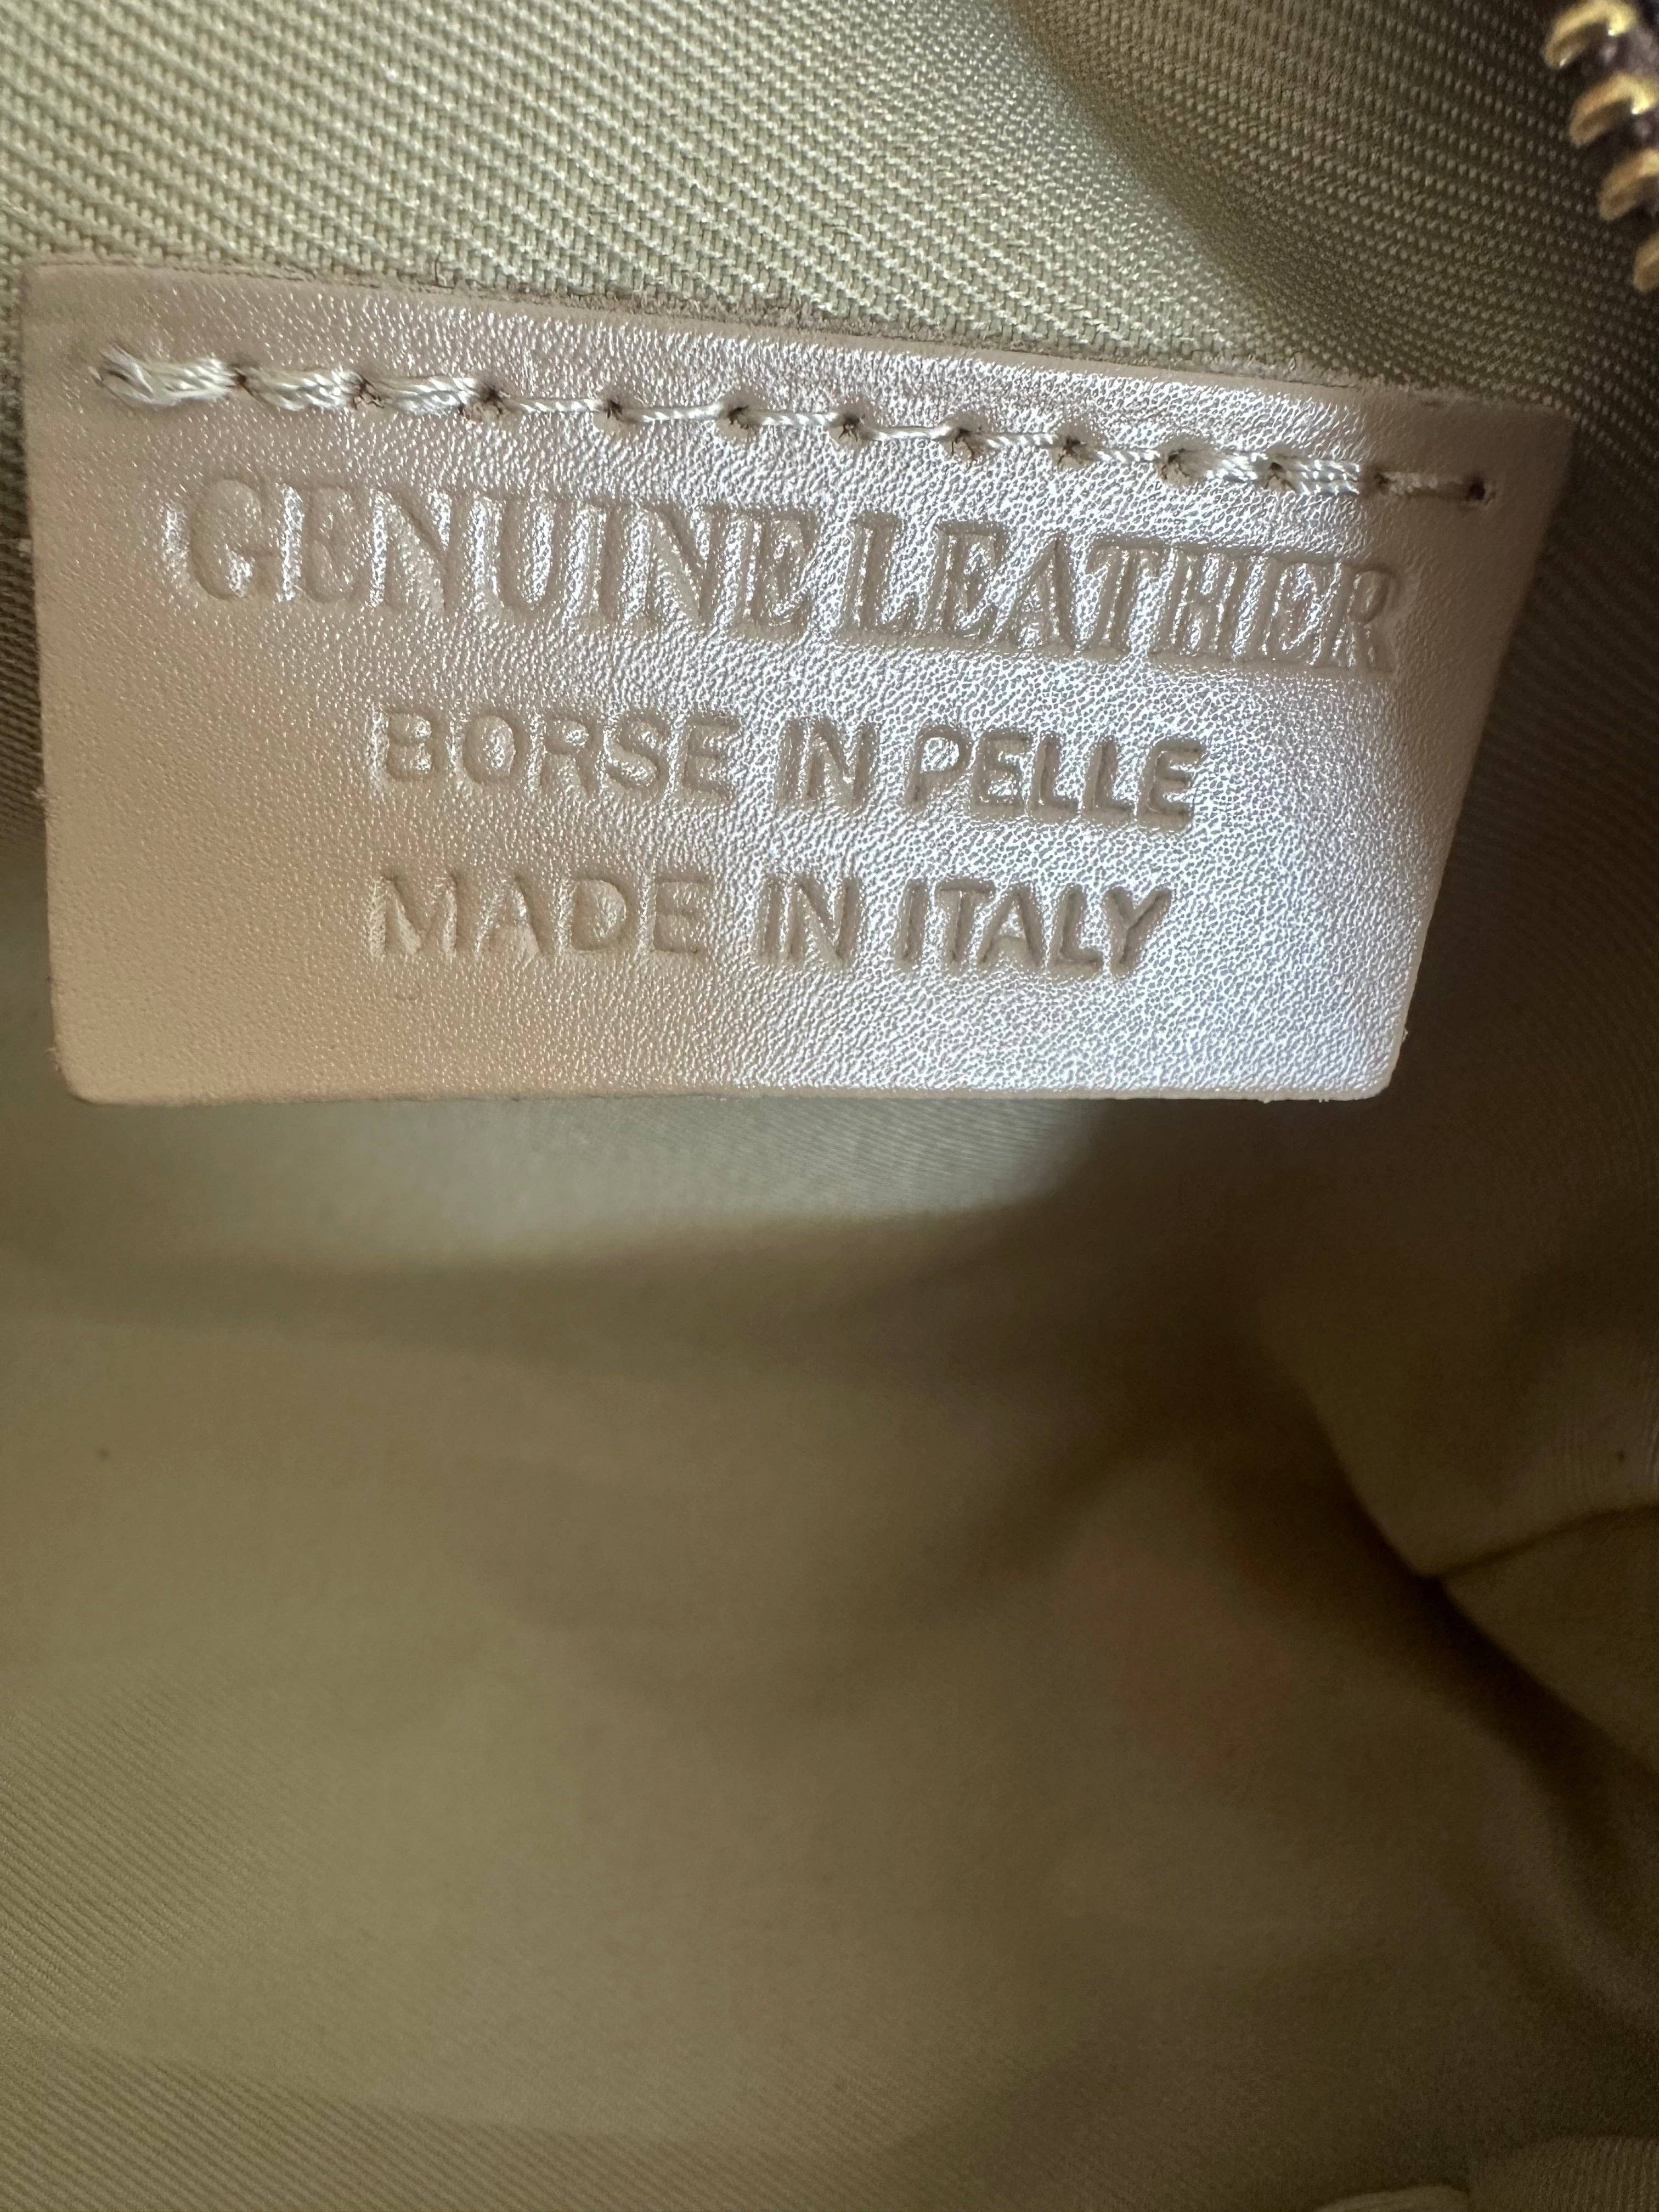 GENUINE LEATHER
BORSE IN PELLE
MADE IN ITALY